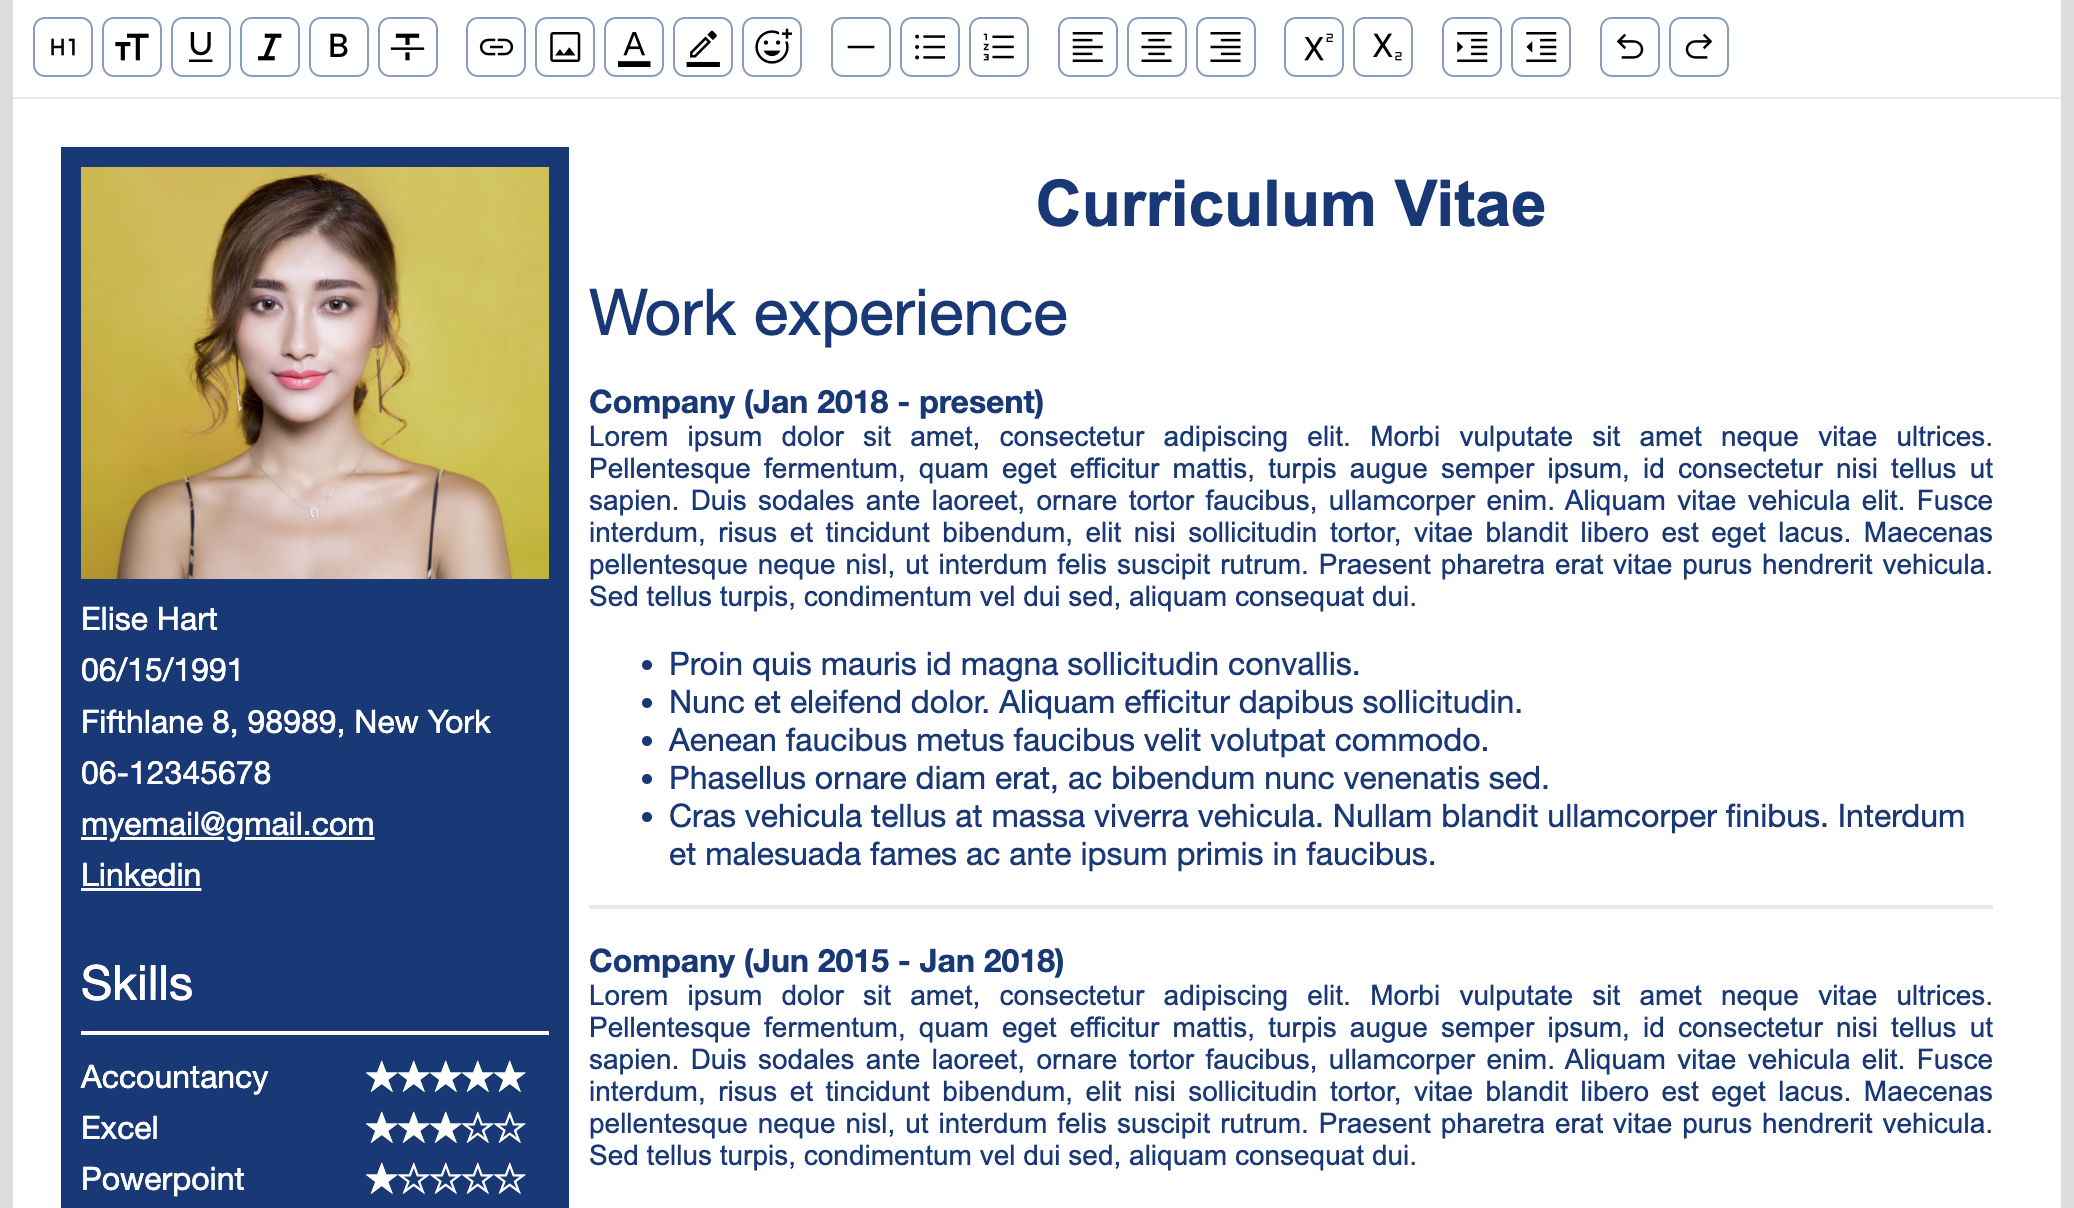 H1 TT U I B T A X² X₂
Curriculum Vitae
Elise Hart
06/15/1991
Fifthlane 8, 98989, New York
06-12345678
myemail@gmail.com
Linkedin
Skills
Accountancy ★★★★★
Excel ★★★☆☆
Powerpoint ★☆☆☆☆
Work experience
Company (Jan 2018 - present)
Lorem ipsum dolor sit amet, consectetur adipiscing elit. Morbi vulputate sit amet neque vitae ultrices.
Pellentesque fermentum, quam eget efficitur mattis, turpis augue semper ipsum, id consectetur nisi tellus ut
sapien. Duis sodales ante laoreet, ornare tortor faucibus, ullamcorper enim. Aliquam vitae vehicula elit. Fusce
interdum, risus et tincidunt bibendum, elit nisi sollicitudin tortor, vitae blandit libero est eget lacus. Maecenas
pellentesque neque nisl, ut interdum felis suscipit rutrum. Praesent pharetra erat vitae purus hendrerit vehicula.
Sed tellus turpis, condimentum vel dui sed, aliquam consequat dui.
• Proin quis mauris id magna sollicitudin convallis.
• Nunc et eleifend dolor. Aliquam efficitur dapibus sollicitudin.
• Aenean faucibus metus faucibus velit volutpat commodo.
• Phasellus ornare diam erat, ac bibendum nunc venenatis sed.
• Cras vehicula tellus at massa viverra vehicula. Nullam blandit ullamcorper finibus. Interdum
et malesuada fames ac ante ipsum primis in faucibus.
Company (Jun 2015 - Jan 2018)
Lorem ipsum dolor sit amet, consectetur adipiscing elit. Morbi vulputate sit amet neque vitae ultrices.
Pellentesque fermentum, quam eget efficitur mattis, turpis augue semper ipsum, id consectetur nisi tellus ut
sapien. Duis sodales ante laoreet, ornare tortor faucibus, ullamcorper enim. Aliquam vitae vehicula elit. Fusce
interdum, risus et tincidunt bibendum, elit nisi sollicitudin tortor, vitae blandit libero est eget lacus. Maecenas
pellentesque neque nisl, ut interdum felis suscipit rutrum. Praesent pharetra erat vitae purus hendrerit vehicula.
Sed tellus turpis, condimentum vel dui sed, aliquam consequat dui.